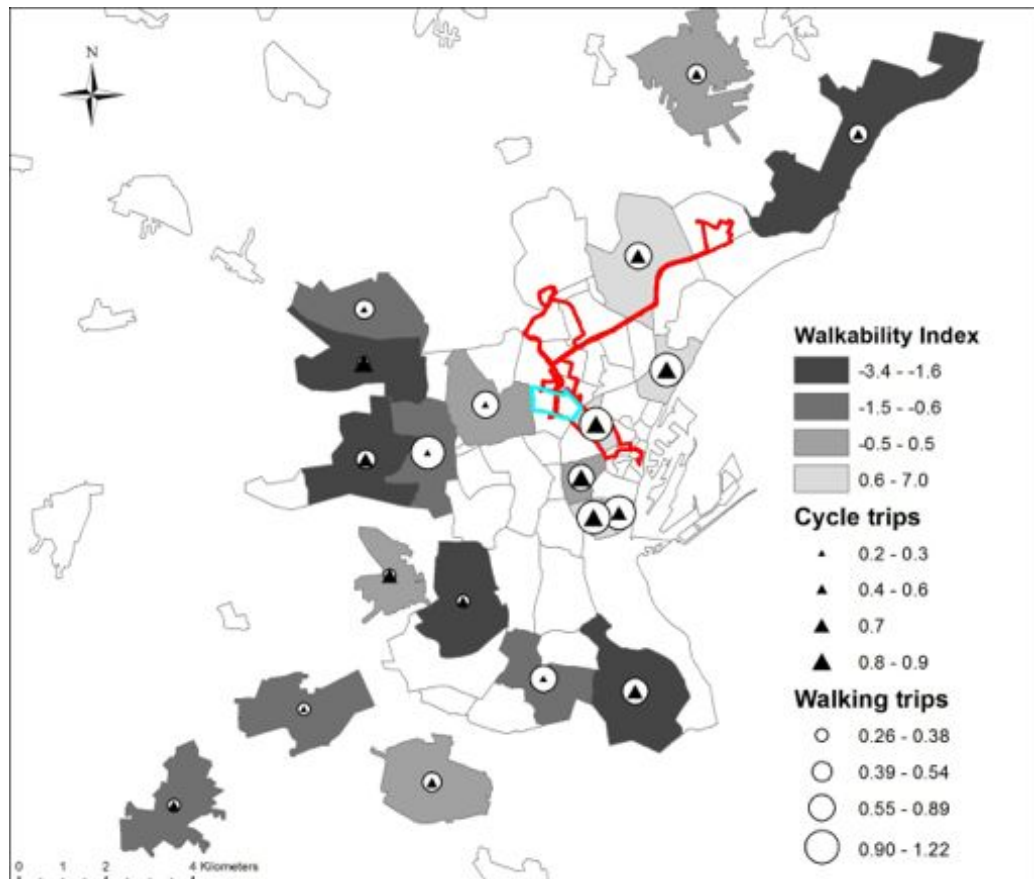 N
Walkability Index
-3.4 - -1.6
-1.5 - -0.6
-0.5 - 0.5
0.6 - 7.0
Cycle trips
0.2 - 0.3
0.4 - 0.6
0.7
0.8 - 0.9
Walking trips
0.26 - 0.38
0.39 - 0.54
0.55 - 0.89
0.90 - 1.22
0 1 2 4 Kilometers